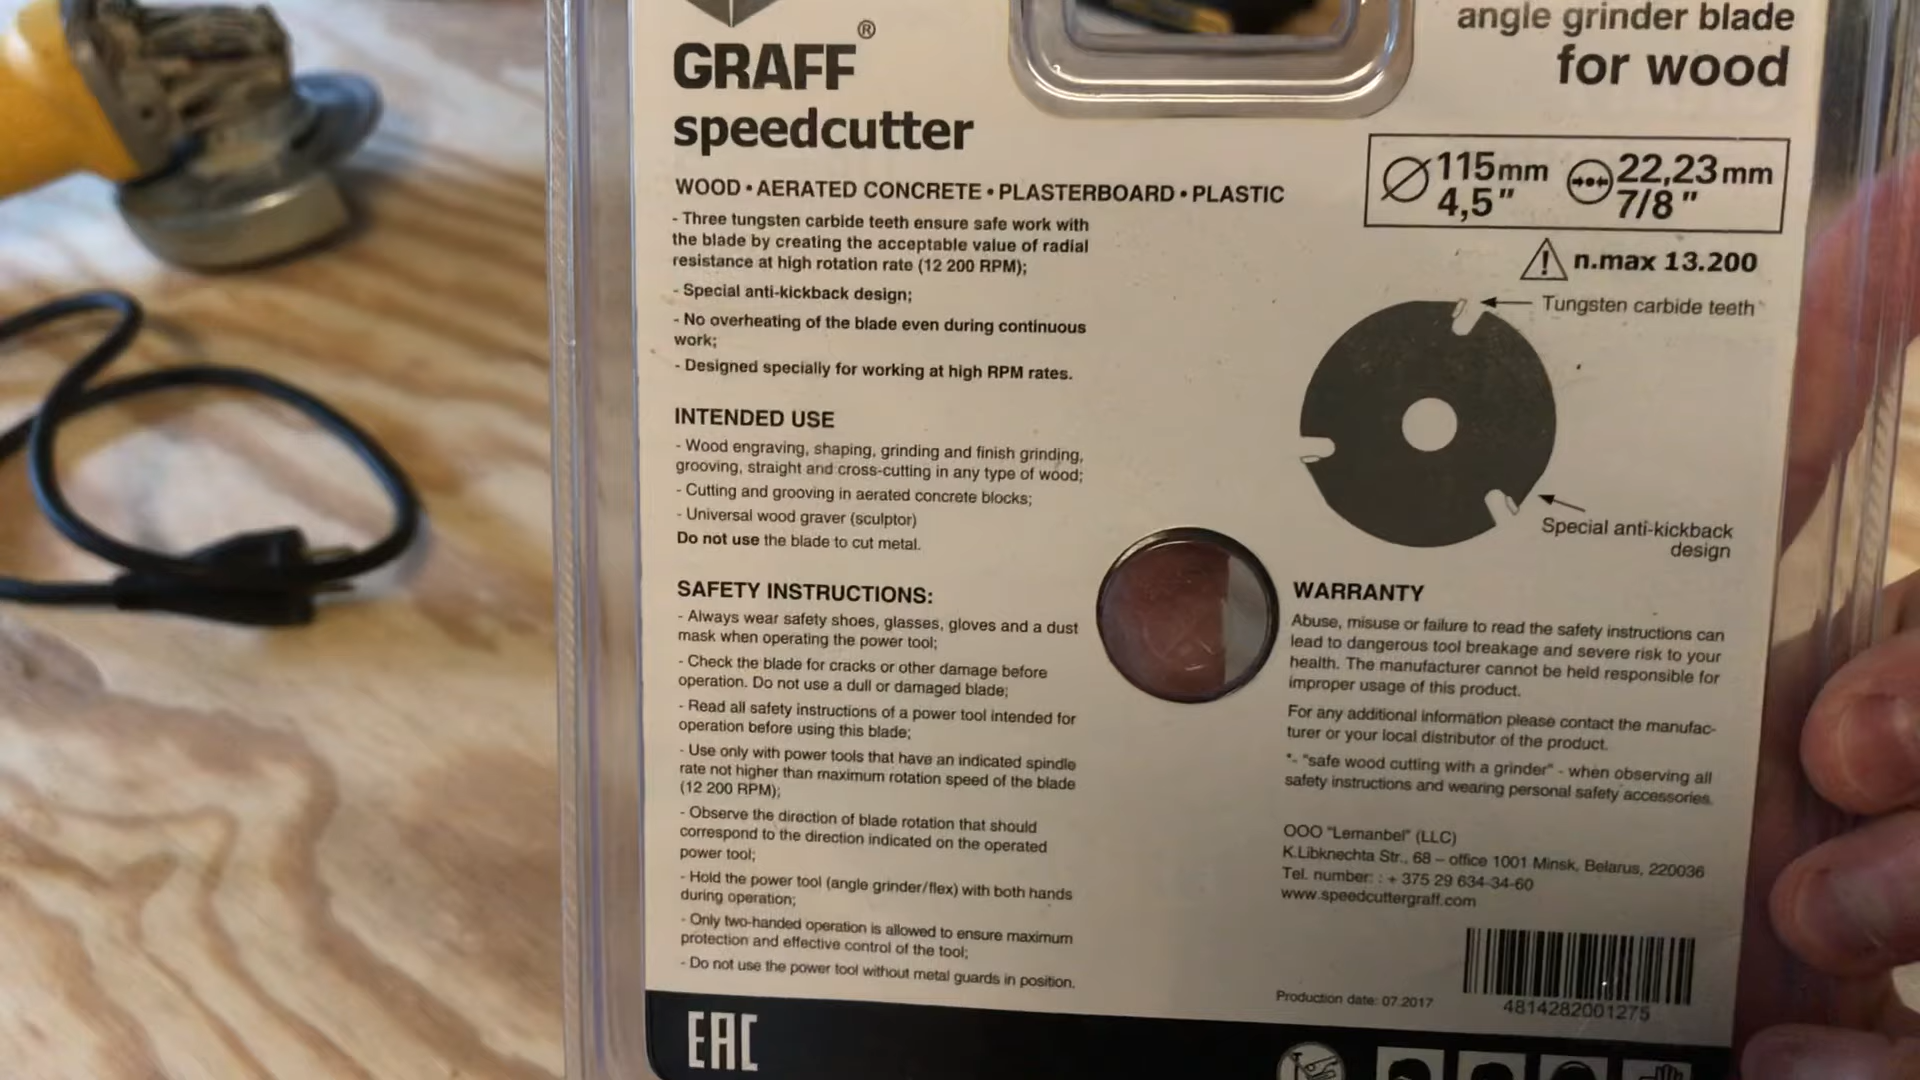 GRAFF®
speedcutter
angle grinder blade
for wood
WOOD • AERATED CONCRETE • PLASTERBOARD • PLASTIC
- Three tungsten carbide teeth ensure safe work with
the blade by creating the acceptable value of radial
resistance at high rotation rate (12 200 RPM);
- Special anti-kickback design;
- No overheating of the blade even during continuous
work;
- Designed specially for working at high RPM rates.
115mm
4,5"
22,23mm
7/8"
n.max 13.200
Tungsten carbide teeth
Special anti-kickback
design
INTENDED USE
- Wood engraving, shaping, grinding and finish grinding,
grooving, straight and cross-cutting in any type of wood;
- Cutting and grooving in aerated concrete blocks;
- Universal wood graver (sculptor)
Do not use the blade to cut metal.
SAFETY INSTRUCTIONS:
- Always wear safety shoes, glasses, gloves and a dust
mask when operating the power tool;
- Check the blade for cracks or other damage before
operation. Do not use a dull or damaged blade;
- Read all safety instructions of a power tool intended for
operation before using this blade;
- Use only with power tools that have an indicated spindle
rate not higher than maximum rotation speed of the blade
(12 200 RPM);
- Observe the direction of blade rotation that should
correspond to the direction indicated on the operated
power tool;
- Hold the power tool (angle grinder/flex) with both hands
during operation;
- Only two-handed operation is allowed to ensure maximum
protection and effective control of the tool;
- Do not use the power tool without metal guards in position.
WARRANTY
Abuse, misuse or failure to read the safety instructions can
lead to dangerous tool breakage and severe risk to your
health. The manufacturer cannot be held responsible for
improper usage of this product.
For any additional information please contact the manufac-
turer or your local distributor of the product.
*- "safe wood cutting with a grinder" - when observing all
safety instructions and wearing personal safety accessories.
OOO "Lemanbel" (LLC)
K.Libknechta Str., 68 – office 1001 Minsk, Belarus, 220036
Tel. number: : + 375 29 634-34-60
www.speedcuttergraff.com
Production date: 07.2017
4814282001275
EAC